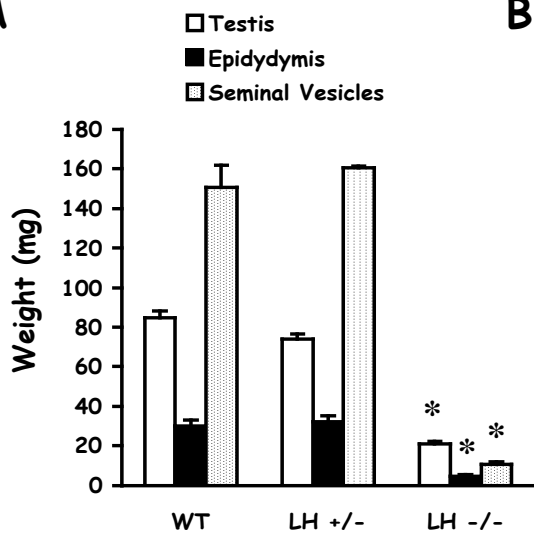 A
B
Testis
Epidydymis
Seminal Vesicles
180
160
140
120
100
80
60
40
20
0
Weight (mg)
*
*
*
WT
LH +/-
LH -/-